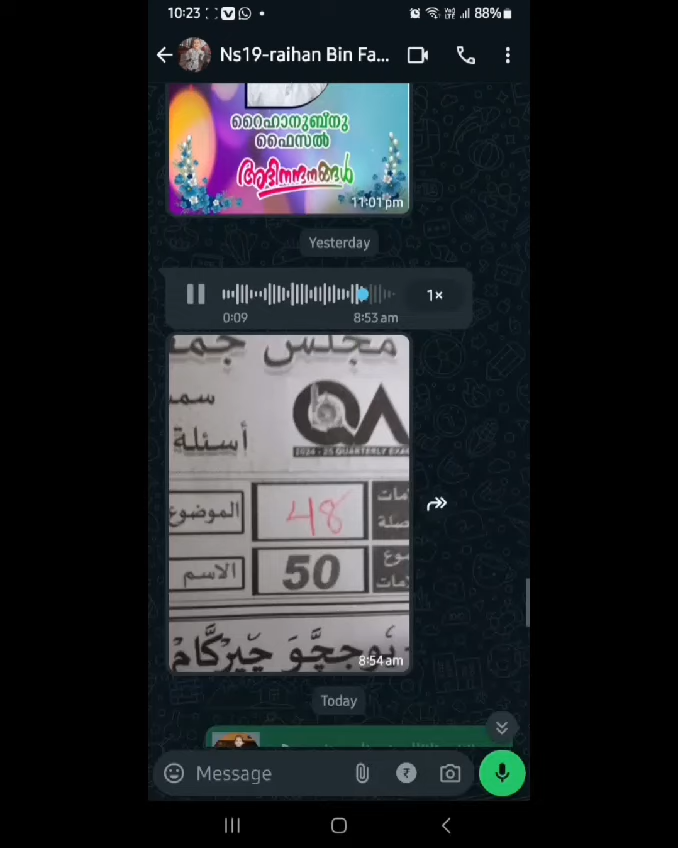 10:23
88%
Ns19-raihan Bin Fa...
റൈഹാനുബ്നു
ഫൈസൽ
അഭിനന്ദനങ്ങൾ
11:01 pm
Yesterday
1×
0:09
8:53 am
مجلس
أسئلة
QA
2024 - 25 QUARTERLY EXA
الموضوع
48
الاسم
50
8:54 am
Today
Message